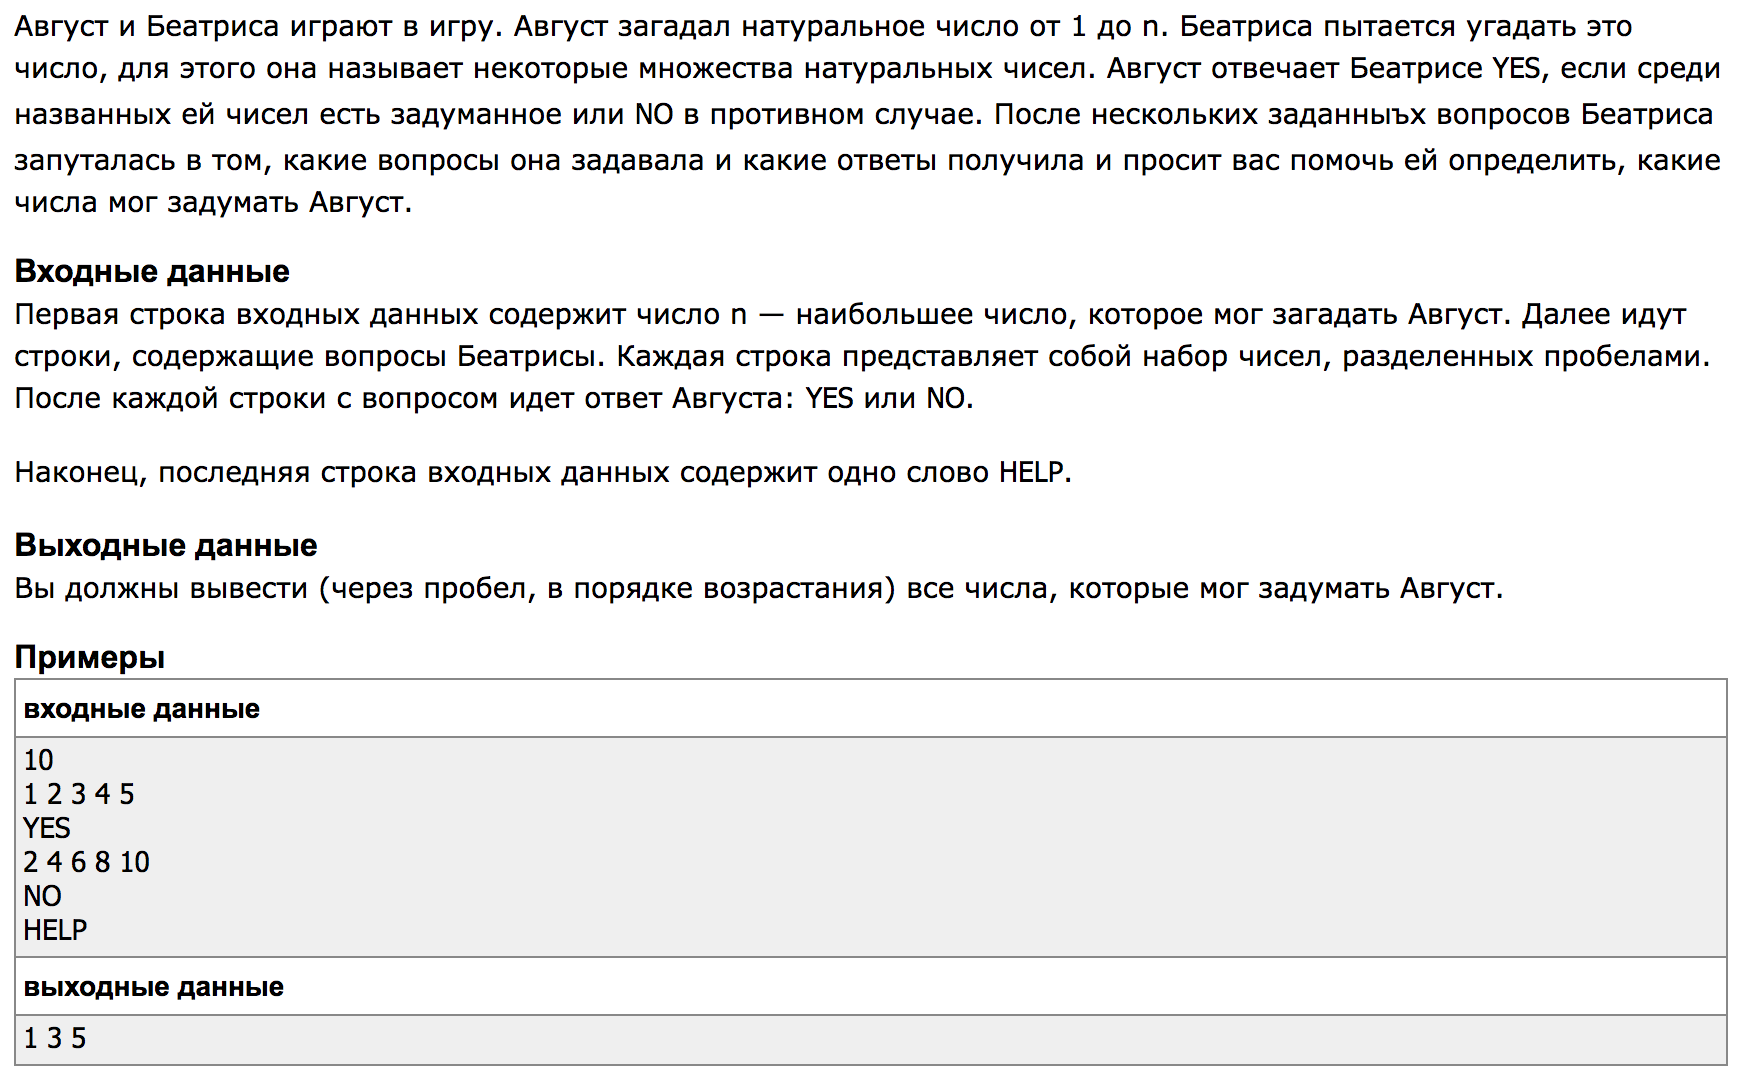 Август и Беатриса играют в игру. Август загадал натуральное число от 1 до n. Беатриса пытается угадать это
число, для этого она называет некоторые множества натуральных чисел. Август отвечает Беатрисе YES, если среди
названных ей чисел есть задуманное или NO в противном случае. После нескольких заданныъх вопросов Беатриса
запуталась в том, какие вопросы она задавала и какие ответы получила и просит вас помочь ей определить, какие
числа мог задумать Август.
Входные данные
Первая строка входных данных содержит число n — наибольшее число, которое мог загадать Август. Далее идут
строки, содержащие вопросы Беатрисы. Каждая строка представляет собой набор чисел, разделенных пробелами.
После каждой строки с вопросом идет ответ Августа: YES или NO.
Наконец, последняя строка входных данных содержит одно слово HELP.
Выходные данные
Вы должны вывести (через пробел, в порядке возрастания) все числа, которые мог задумать Август.
Примеры
входные данные
10
1 2 3 4 5
YES
2 4 6 8 10
NO
HELP
выходные данные
1 3 5